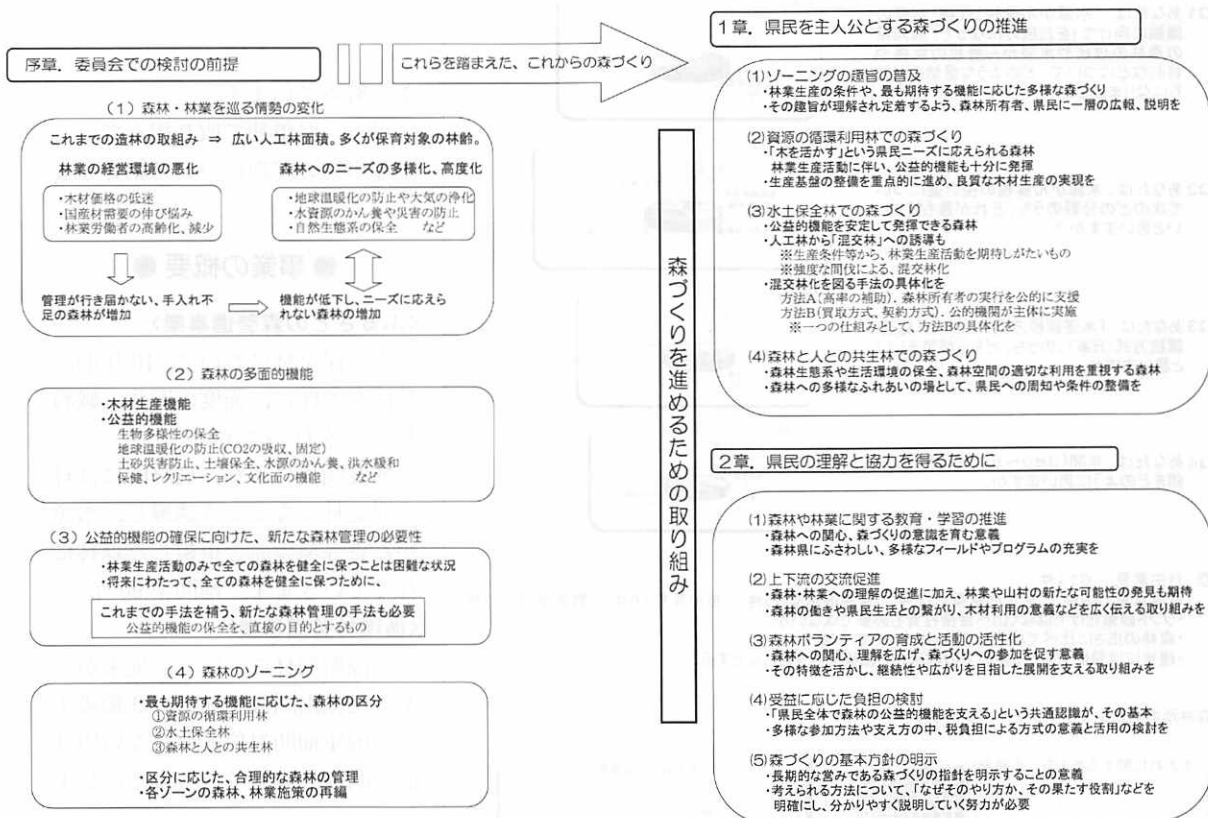 序章．委員会での検討の前提
これらを踏まえた、これからの森づくり
（１）森林・林業を巡る情勢の変化
これまでの造林の取組み ⇒ 広い人工林面積。多くが保育対象の林齢。
林業の経営環境の悪化
・木材価格の低迷
・国産材需要の伸び悩み
・林業労働者の高齢化、減少
森林へのニーズの多様化、高度化
・地球温暖化の防止や大気の浄化
・水資源のかん養や災害の防止
・自然生態系の保全 など
管理が行き届かない、手入れ不
足の森林が増加
機能が低下し、ニーズに応えら
れない森林の増加
（２）森林の多面的機能
・木材生産機能
・公益的機能
生物多様性の保全
地球温暖化の防止(CO2の吸収、固定)
土砂災害防止、土壌保全、水源のかん養、洪水緩和
保健、レクリエーション、文化面の機能 など
（３）公益的機能の確保に向けた、新たな森林管理の必要性
・林業生産活動のみで全ての森林を健全に保つことは困難な状況
・将来にわたって、全ての森林を健全に保つために、
これまでの手法を補う、新たな森林管理の手法も必要
公益的機能の保全を、直接の目的とするもの
（４）森林のゾーニング
・最も期待する機能に応じた、森林の区分
①資源の循環利用林
②水土保全林
③森林と人との共生林
・区分に応じた、合理的な森林の管理
・各ゾーンの森林、林業施策の再編
森づくりを進めるための取り組み
１章．県民を主人公とする森づくりの推進
(1)ゾーニングの趣旨の普及
・林業生産の条件や、最も期待する機能に応じた多様な森づくり
・その趣旨が理解され定着するよう、森林所有者、県民に一層の広報、説明を
(2)資源の循環利用林での森づくり
・「木を活かす」という県民ニーズに応えられる森林
林業生産活動に伴い、公益的機能も十分に発揮
・生産基盤の整備を重点的に進め、良質な木材生産の実現を
(3)水土保全林での森づくり
・公益的機能を安定して発揮できる森林
・人工林から「混交林」への誘導も
※生産条件等から、林業生産活動を期待しがたいもの
※強度な間伐による、混交林化
・混交林化を図る手法の具体化を
方法A(高率の補助)．森林所有者の実行を公的に支援
方法B(買取方式、契約方式)．公的機関が主体に実施
※一つの仕組みとして、方法Bの具体化を
(4)森林と人との共生林での森づくり
・森林生態系や生活環境の保全、森林空間の適切な利用を重視する森林
・森林への多様なふれあいの場として、県民への周知や条件の整備を
２章．県民の理解と協力を得るために
(1)森林や林業に関する教育・学習の推進
・森林への関心、森づくりの意識を育む意義
・森林県にふさわしい、多様なフィールドやプログラムの充実を
(2)上下流の交流促進
・森林・林業への理解の促進に加え、林業や山村の新たな可能性の発見も期待
・森林の働きや県民生活との繋がり、木材利用の意義などを広く伝える取り組みを
(3)森林ボランティアの育成と活動の活性化
・森林への関心、理解を広げ、森づくりへの参加を促す意義
・その特徴を活かし、継続性や広がりを目指した展開を支える取り組みを
(4)受益に応じた負担の検討
・「県民全体で森林の公益的機能を支える」という共通認識が、その基本
・多様な参加方法や支え方の中、税負担による方式の意義と活用の検討を
(5)森づくりの基本方針の明示
・長期的な営みである森づくりの指針を明示することの意義
・考えられる方法について、「なぜそのやり方か、その果たす役割」などを
明確にし、分かりやすく説明していく努力が必要